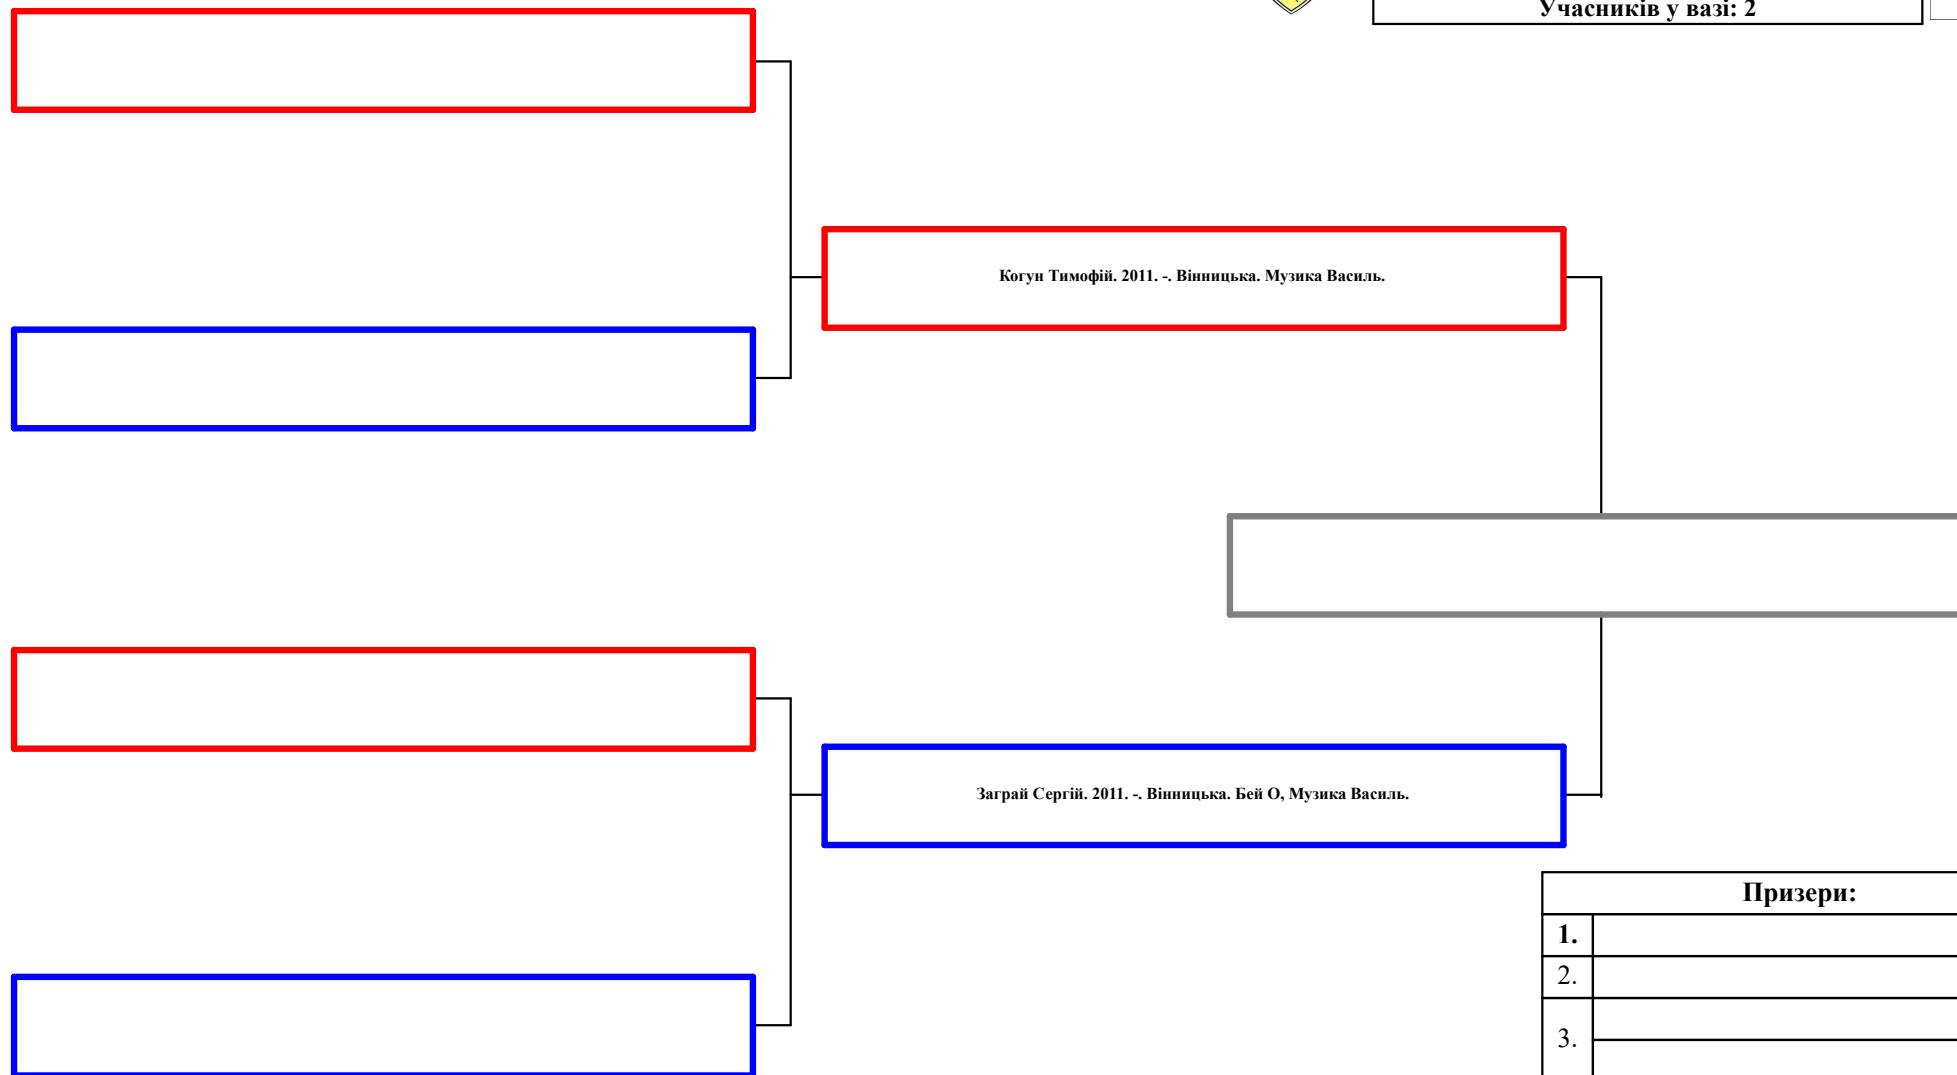 Учасників у вазі: 2
Когун Тимофій. 2011. -. Вінницька. Музика Василь.
Заграй Сергій. 2011. -. Вінницька. Бей О, Музика Василь.
Призери:
1.
2.
3.